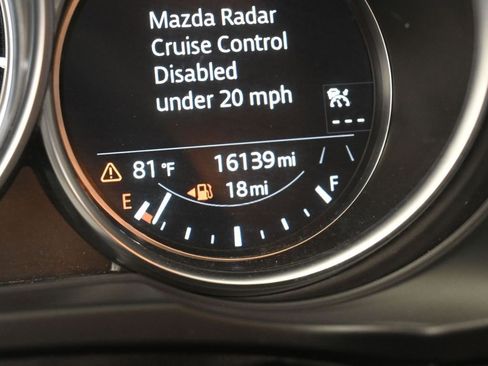 Mazda Radar
Cruise Control
Disabled
under 20 mph
---
81°F 16139 mi
18 mi
E F